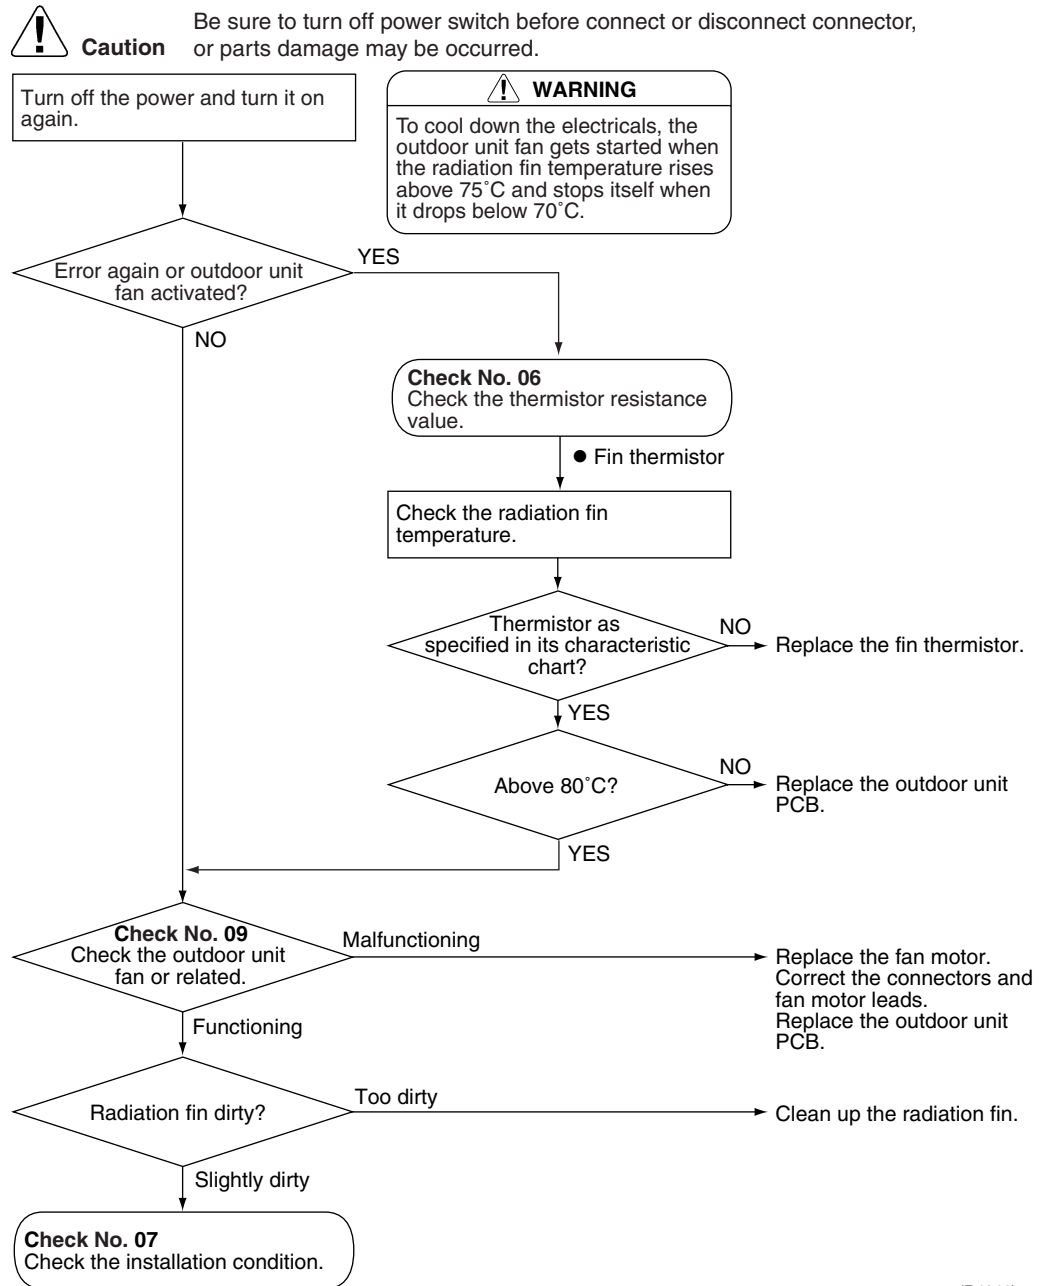 Be sure to turn off power switch before connect or disconnect connector,
Caution or parts damage may be occurred.
Turn off the power and turn it on
again.
WARNING
To cool down the electricals, the
outdoor unit fan gets started when
the radiation fin temperature rises
above 75˚C and stops itself when
it drops below 70˚C.
Error again or outdoor unit
fan activated?
YES
NO
Check No. 06
Check the thermistor resistance
value.
● Fin thermistor
Check the radiation fin
temperature.
Thermistor as
specified in its characteristic
chart?
NO
Replace the fin thermistor.
YES
Above 80˚C?
NO
Replace the outdoor unit
PCB.
YES
Check No. 09
Check the outdoor unit
fan or related.
Malfunctioning
Replace the fan motor.
Correct the connectors and
fan motor leads.
Replace the outdoor unit
PCB.
Functioning
Radiation fin dirty?
Too dirty
Clean up the radiation fin.
Slightly dirty
Check No. 07
Check the installation condition.